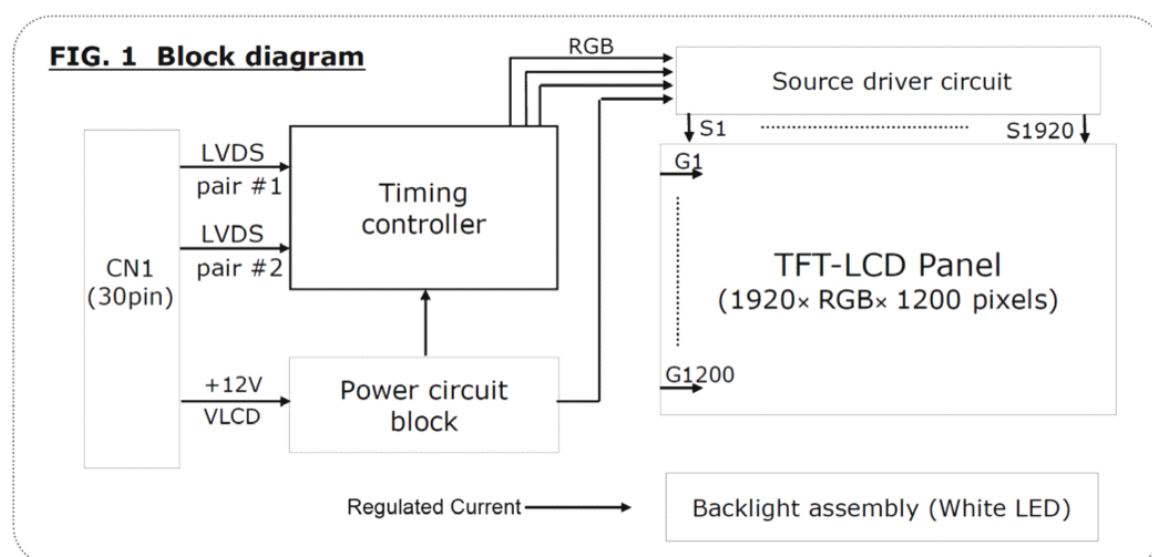 FIG. 1 Block diagram
RGB
Source driver circuit
S1
S1920
LVDS
pair #1
LVDS
pair #2
Timing
controller
G1
CN1
(30pin)
TFT-LCD Panel
(1920× RGB× 1200 pixels)
G1200
+12V
VLCD
Power circuit
block
Regulated Current
Backlight assembly (White LED)